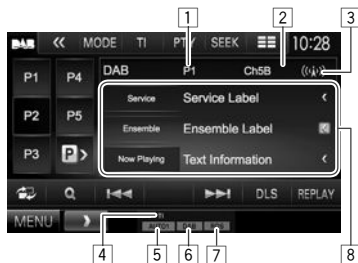 1 2 3
DAB MODE TI PTY SEEK 10:28
P1 P4 DAB P1 Ch5B
P2 P5 Service Service Label
Ensemble Ensemble Label
P3 P Now Playing Text Information
DLS REPLAY
MENU
4 5 6 7 8
DAB